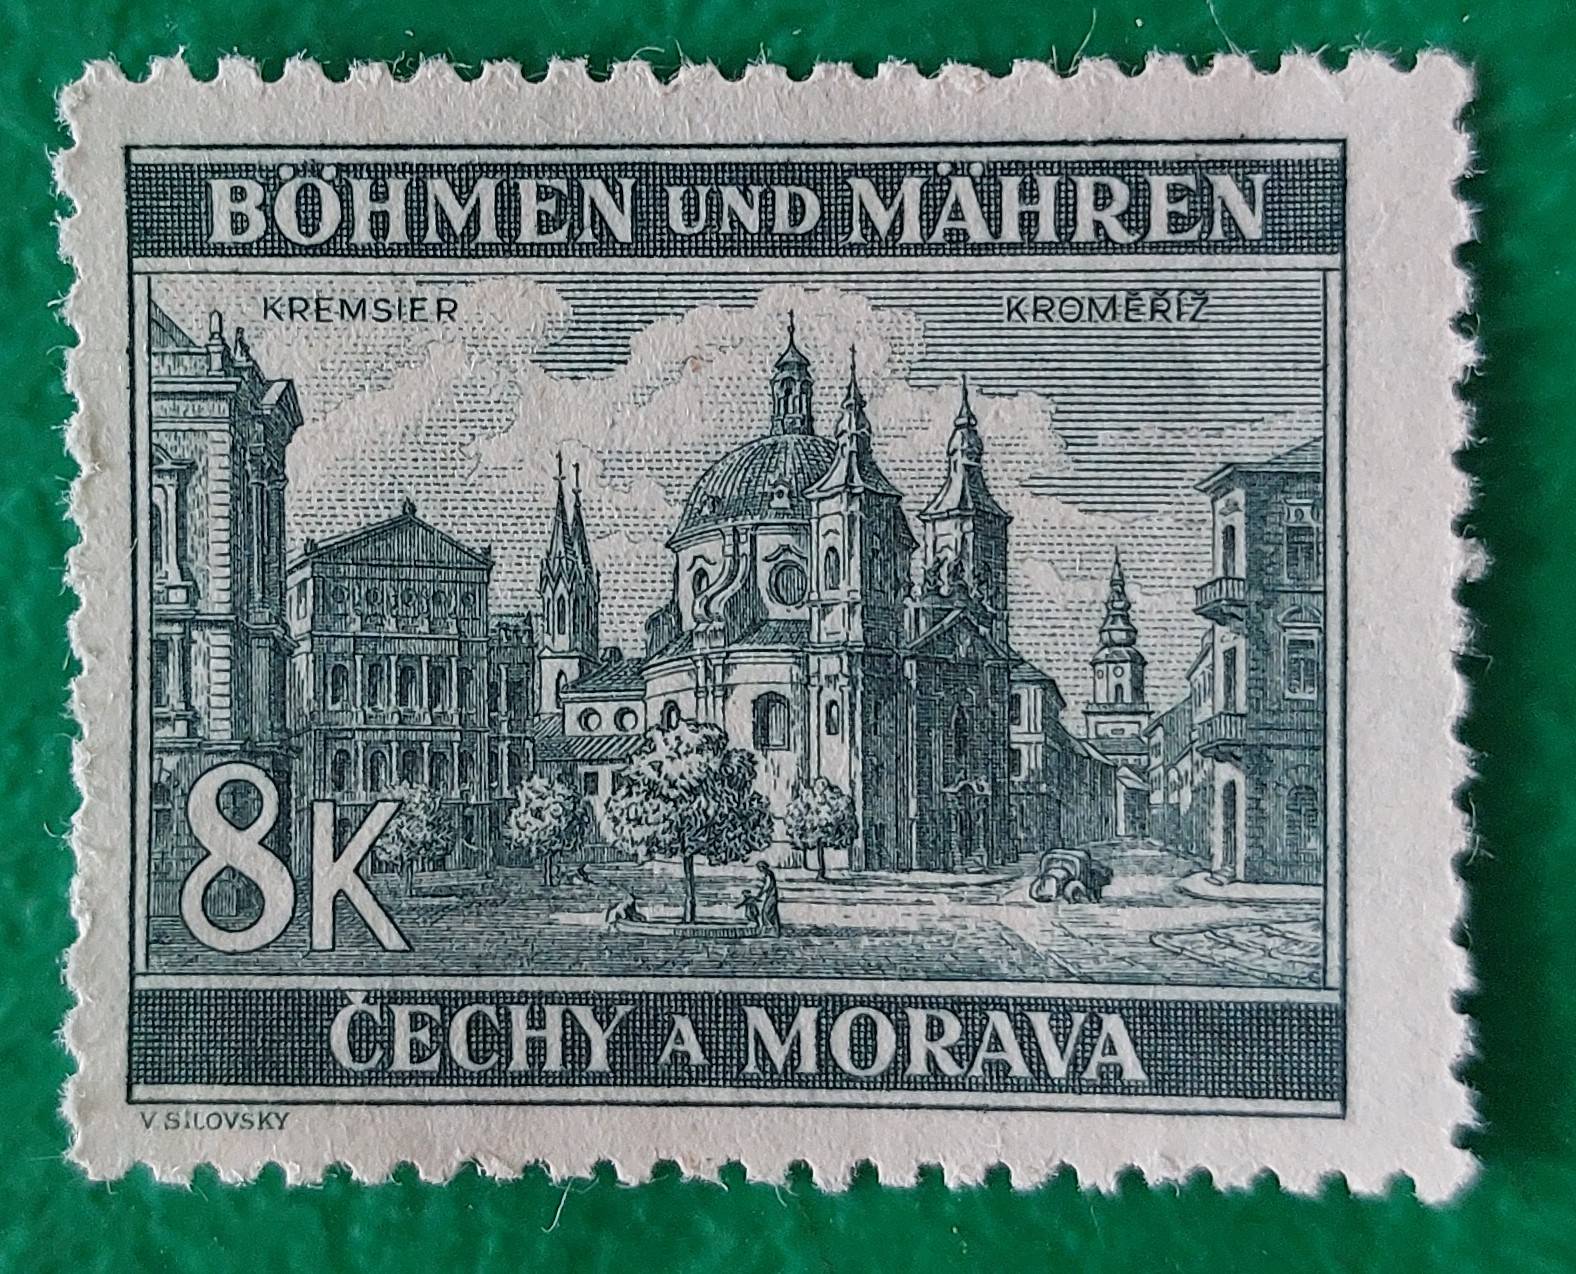 BÖHMEN UND MÄHREN
KREMSIER
KROMĚŘÍŽ
8K
ČECHY A MORAVA
V. SILOVSKY